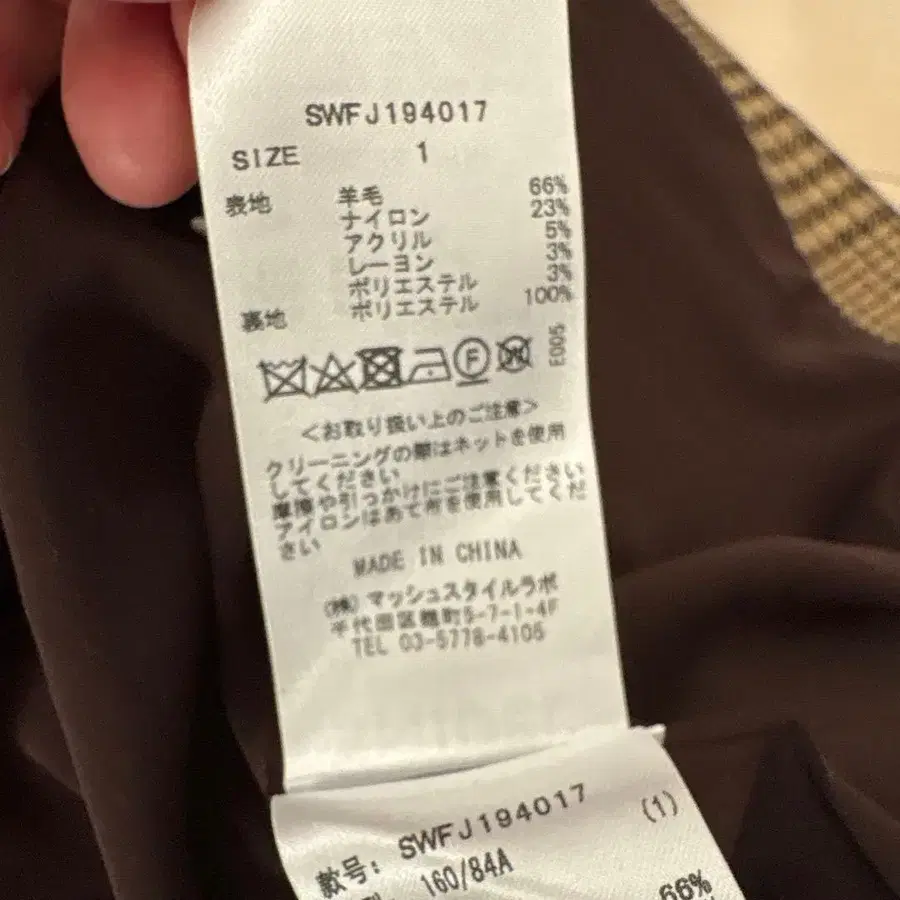 SWFJ194017
SIZE 1
表地 羊毛 66%
ナイロン 23%
アクリル 5%
レーヨン 3%
ポリエステル 3%
裏地 ポリエステル 100%
F
W
E005
<お取り扱い上のご注意>
クリーニングの際はネットを使用
してください
摩擦や引っかけにご注意ください
アイロンはあて布を使用してくだ
さい
MADE IN CHINA
(株) マッシュスタイルラボ
千代田区麹町5-7-1-4F
TEL 03-5778-4105
SWFJ194017 (1)
款号:
160/84A
66%